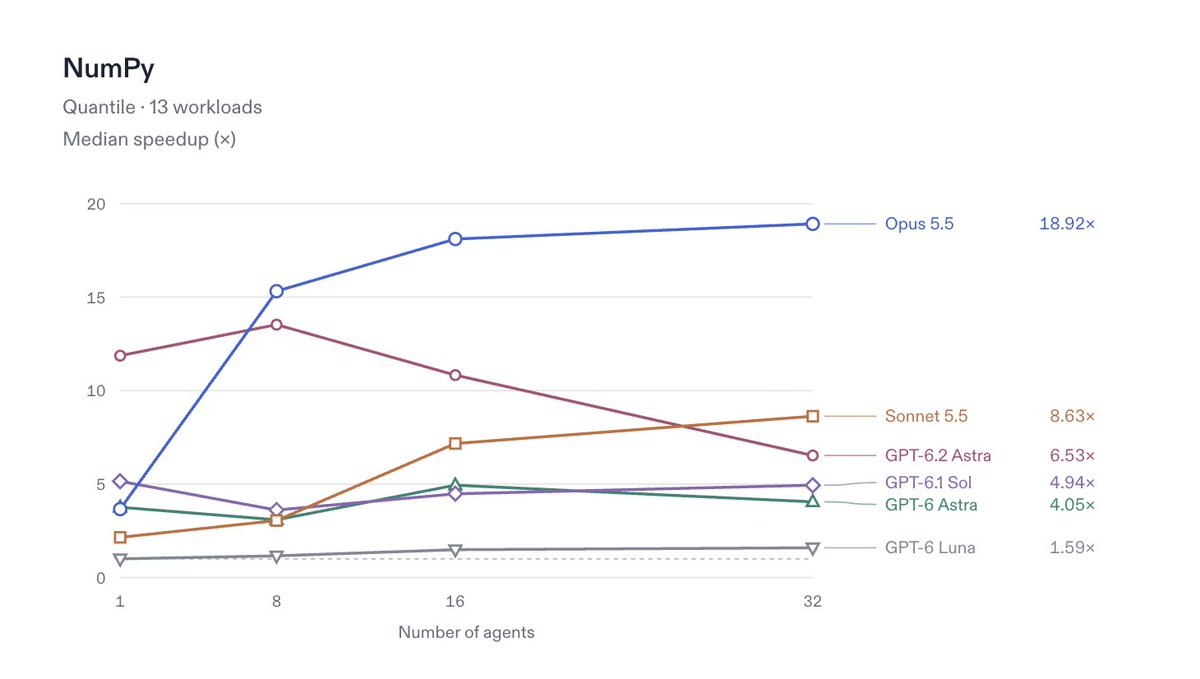 NumPy
Quantile · 13 workloads
Median speedup (×)
20
15
10
5
0
1
8
16
32
Number of agents
Opus 5.5 18.92×
Sonnet 5.5 8.63×
GPT-6.2 Astra 6.53×
GPT-6.1 Sol 4.94×
GPT-6 Astra 4.05×
GPT-6 Luna 1.59×